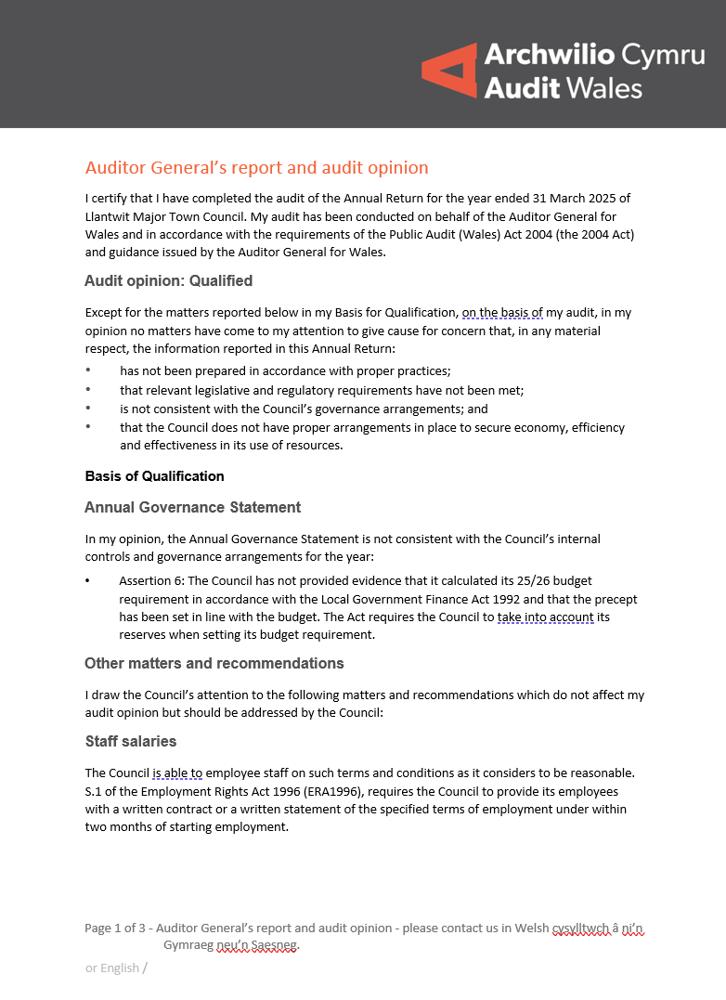 Archwilio Cymru
Audit Wales
Auditor General's report and audit opinion
I certify that I have completed the audit of the Annual Return for the year ended 31 March 2025 of
Llantwit Major Town Council. My audit has been conducted on behalf of the Auditor General for
Wales and in accordance with the requirements of the Public Audit (Wales) Act 2004 (the 2004 Act)
and guidance issued by the Auditor General for Wales.
Audit opinion: Qualified
Except for the matters reported below in my Basis for Qualification, on the basis of my audit, in my
opinion no matters have come to my attention to give cause for concern that, in any material
respect, the information reported in this Annual Return:
• has not been prepared in accordance with proper practices;
• that relevant legislative and regulatory requirements have not been met;
• is not consistent with the Council's governance arrangements; and
• that the Council does not have proper arrangements in place to secure economy, efficiency
and effectiveness in its use of resources.
Basis of Qualification
Annual Governance Statement
In my opinion, the Annual Governance Statement is not consistent with the Council's internal
controls and governance arrangements for the year:
• Assertion 6: The Council has not provided evidence that it calculated its 25/26 budget
requirement in accordance with the Local Government Finance Act 1992 and that the precept
has been set in line with the budget. The Act requires the Council to take into account its
reserves when setting its budget requirement.
Other matters and recommendations
I draw the Council's attention to the following matters and recommendations which do not affect my
audit opinion but should be addressed by the Council:
Staff salaries
The Council is able to employee staff on such terms and conditions as it considers to be reasonable.
S.1 of the Employment Rights Act 1996 (ERA1996), requires the Council to provide its employees
with a written contract or a written statement of the specified terms of employment under within
two months of starting employment.
Page 1 of 3 - Auditor General's report and audit opinion - please contact us in Welsh cysylltwch â ni'n
Gymraeg neu'n Saesneg.
or English /